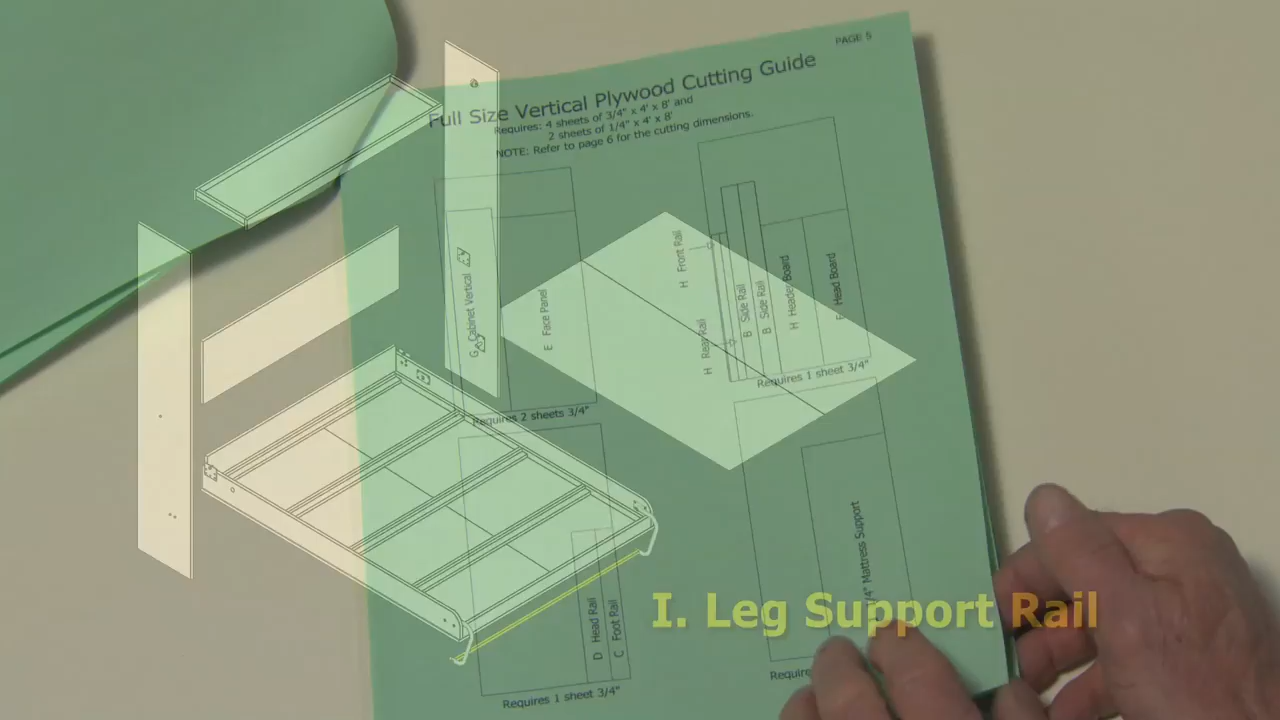 PAGE 5
Full Size Vertical Plywood Cutting Guide
Requires: 4 sheets of 3/4" x 4' x 8' and
2 sheets of 1/4" x 4' x 8'
NOTE: Refer to page 6 for the cutting dimensions.
G Cabinet Vertical
E Face Panel
Requires 2 sheets 3/4"
H Front Rail
H Rear Rail
B Side Rail
B Side Rail
H Header Board
Head Board
Requires 1 sheet 3/4"
D Head Rail
C Foot Rail
Requires 1 sheet 3/4"
/4" Mattress Support
I. Leg Support Rail